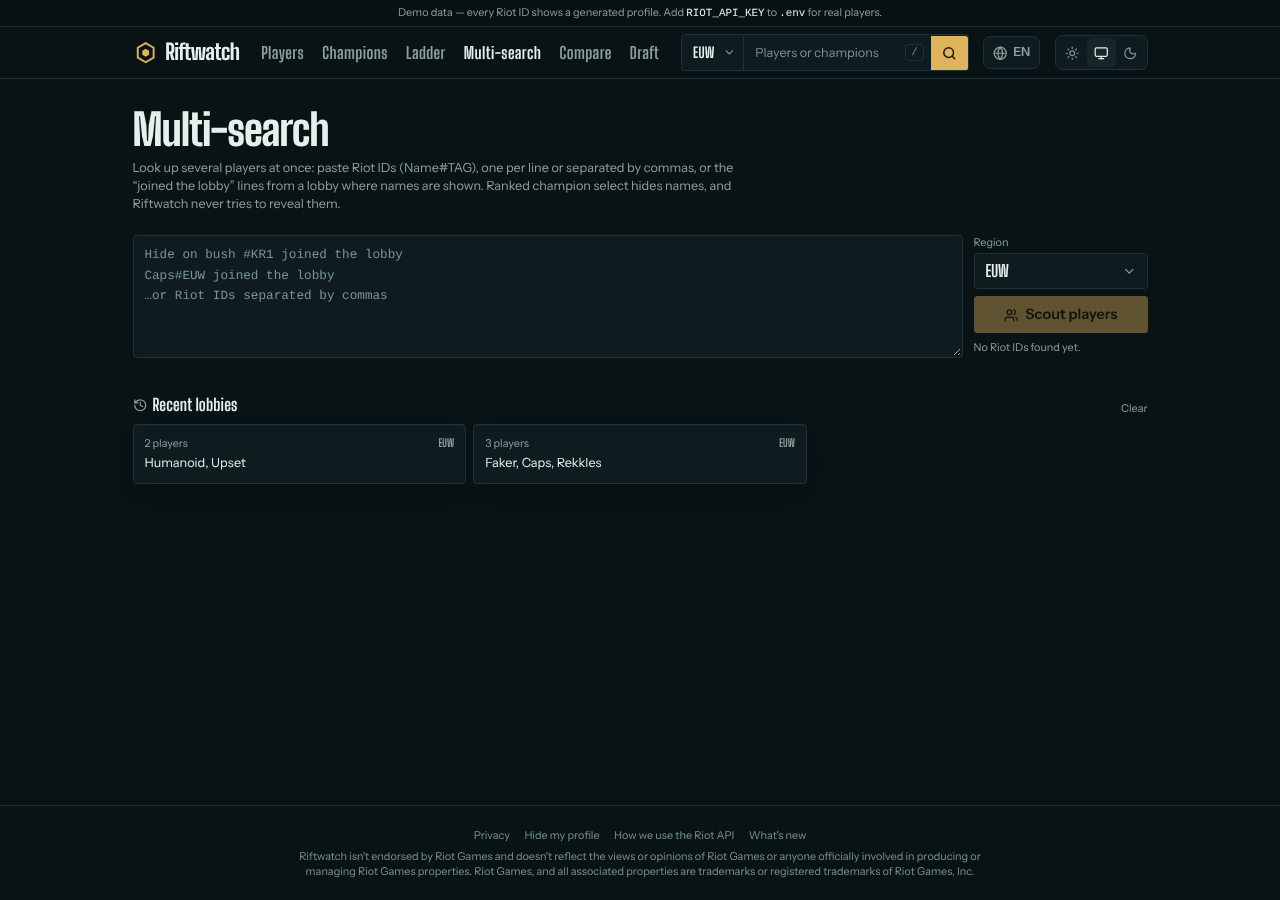 Demo data — every Riot ID shows a generated profile. Add RIOT_API_KEY to .env for real players.
Riftwatch Players Champions Ladder Multi-search Compare Draft EUW Players or champions / EN
Multi-search
Look up several players at once: paste Riot IDs (Name#TAG), one per line or separated by commas, or the
“joined the lobby” lines from a lobby where names are shown. Ranked champion select hides names, and
Riftwatch never tries to reveal them.
Hide on bush #KR1 joined the lobby
Caps#EUW joined the lobby
…or Riot IDs separated by commas
Region
EUW
Scout players
No Riot IDs found yet.
Recent lobbies
Clear
2 players EUW
Humanoid, Upset
3 players EUW
Faker, Caps, Rekkles
Privacy Hide my profile How we use the Riot API What's new
Riftwatch isn't endorsed by Riot Games and doesn't reflect the views or opinions of Riot Games or anyone officially involved in producing or
managing Riot Games properties. Riot Games, and all associated properties are trademarks or registered trademarks of Riot Games, Inc.